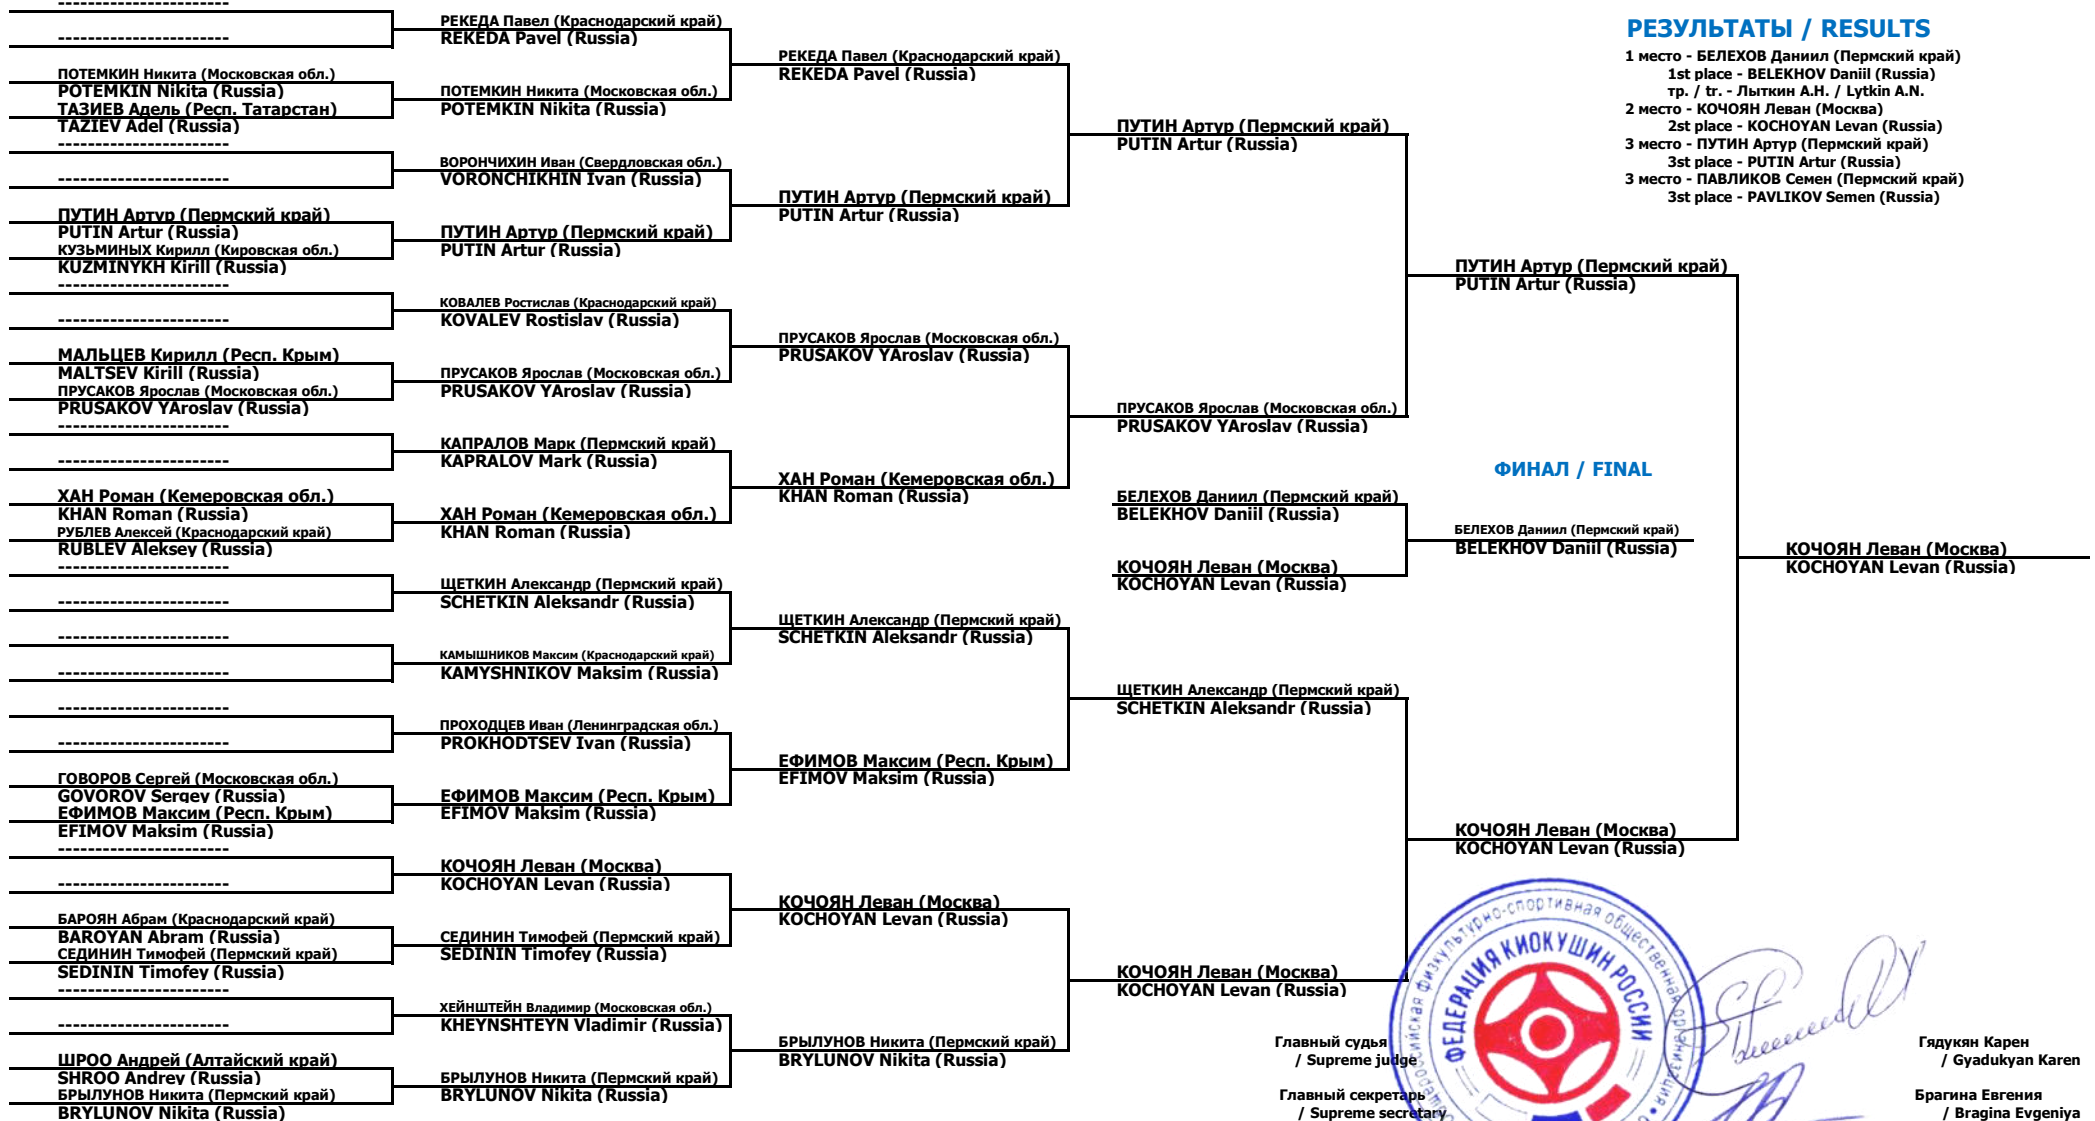 -----------------------
-----------------------
ПОТЕМКИН Никита (Московская обл.)
POTEMKIN Nikita (Russia)
ТАЗИЕВ Адель (Респ. Татарстан)
TAZIEV Adel (Russia)
-----------------------
-----------------------
ПУТИН Артур (Пермский край)
PUTIN Artur (Russia)
КУЗЬМИНЫХ Кирилл (Кировская обл.)
KUZMINYKH Kirill (Russia)
-----------------------
-----------------------
МАЛЬЦЕВ Кирилл (Респ. Крым)
MALTSEV Kirill (Russia)
ПРУСАКОВ Ярослав (Московская обл.)
PRUSAKOV YAroslav (Russia)
-----------------------
-----------------------
ХАН Роман (Кемеровская обл.)
KHAN Roman (Russia)
РУБЛЕВ Алексей (Краснодарский край)
RUBLEV Aleksey (Russia)
-----------------------
-----------------------
-----------------------
-----------------------
-----------------------
-----------------------
ГОВОРОВ Сергей (Московская обл.)
GOVOROV Sergey (Russia)
ЕФИМОВ Максим (Респ. Крым)
EFIMOV Maksim (Russia)
-----------------------
-----------------------
БАРОЯН Абрам (Краснодарский край)
BAROYAN Abram (Russia)
СЕДИНИН Тимофей (Пермский край)
SEDININ Timofey (Russia)
-----------------------
-----------------------
ШРОО Андрей (Алтайский край)
SHROO Andrey (Russia)
БРЫЛУНОВ Никита (Пермский край)
BRYLUNOV Nikita (Russia)
РЕКЕДА Павел (Краснодарский край)
REKEDA Pavel (Russia)
ПОТЕМКИН Никита (Московская обл.)
POTEMKIN Nikita (Russia)
ВОРОНЧИХИН Иван (Свердловская обл.)
VORONCHIKHIN Ivan (Russia)
ПУТИН Артур (Пермский край)
PUTIN Artur (Russia)
КОВАЛЕВ Ростислав (Краснодарский край)
KOVALEV Rostislav (Russia)
ПРУСАКОВ Ярослав (Московская обл.)
PRUSAKOV YAroslav (Russia)
КАПРАЛОВ Марк (Пермский край)
KAPRALOV Mark (Russia)
ХАН Роман (Кемеровская обл.)
KHAN Roman (Russia)
ЩЕТКИН Александр (Пермский край)
SCHETKIN Aleksandr (Russia)
КАМЫШНИКОВ Максим (Краснодарский край)
KAMYSHNIKOV Maksim (Russia)
ПРОХОДЦЕВ Иван (Ленинградская обл.)
PROKHODTSEV Ivan (Russia)
ЕФИМОВ Максим (Респ. Крым)
EFIMOV Maksim (Russia)
КОЧОЯН Леван (Москва)
KOCHOYAN Levan (Russia)
СЕДИНИН Тимофей (Пермский край)
SEDININ Timofey (Russia)
ХЕЙНШТЕЙН Владимир (Московская обл.)
KHEYNSHTEYN Vladimir (Russia)
БРЫЛУНОВ Никита (Пермский край)
BRYLUNOV Nikita (Russia)
РЕКЕДА Павел (Краснодарский край)
REKEDA Pavel (Russia)
ПУТИН Артур (Пермский край)
PUTIN Artur (Russia)
ПРУСАКОВ Ярослав (Московская обл.)
PRUSAKOV YAroslav (Russia)
ХАН Роман (Кемеровская обл.)
KHAN Roman (Russia)
ЩЕТКИН Александр (Пермский край)
SCHETKIN Aleksandr (Russia)
ЕФИМОВ Максим (Респ. Крым)
EFIMOV Maksim (Russia)
КОЧОЯН Леван (Москва)
KOCHOYAN Levan (Russia)
БРЫЛУНОВ Никита (Пермский край)
BRYLUNOV Nikita (Russia)
ПУТИН Артур (Пермский край)
PUTIN Artur (Russia)
ПРУСАКОВ Ярослав (Московская обл.)
PRUSAKOV YAroslav (Russia)
БЕЛЕХОВ Даниил (Пермский край)
BELEKHOV Daniil (Russia)
КОЧОЯН Леван (Москва)
KOCHOYAN Levan (Russia)
ЩЕТКИН Александр (Пермский край)
SCHETKIN Aleksandr (Russia)
КОЧОЯН Леван (Москва)
KOCHOYAN Levan (Russia)
ПУТИН Артур (Пермский край)
PUTIN Artur (Russia)
ФИНАЛ / FINAL
БЕЛЕХОВ Даниил (Пермский край)
BELEKHOV Daniil (Russia)
КОЧОЯН Леван (Москва)
KOCHOYAN Levan (Russia)
КОЧОЯН Леван (Москва)
KOCHOYAN Levan (Russia)
РЕЗУЛЬТАТЫ / RESULTS
1 место - БЕЛЕХОВ Даниил (Пермский край)
1st place - BELEKHOV Daniil (Russia)
тр. / tr. - Лыткин А.Н. / Lytkin A.N.
2 место - КОЧОЯН Леван (Москва)
2st place - KOCHOYAN Levan (Russia)
3 место - ПУТИН Артур (Пермский край)
3st place - PUTIN Artur (Russia)
3 место - ПАВЛИКОВ Семен (Пермский край)
3st place - PAVLIKOV Semen (Russia)
Общероссийская физкультурно-спортивная общественная организация
ФЕДЕРАЦИЯ КИОКУШИН РОССИИ
Главный судья
/ Supreme judge
Гядукян Карен
/ Gyadukyan Karen
Главный секретарь
/ Supreme secretary
Брагина Евгения
/ Bragina Evgeniya